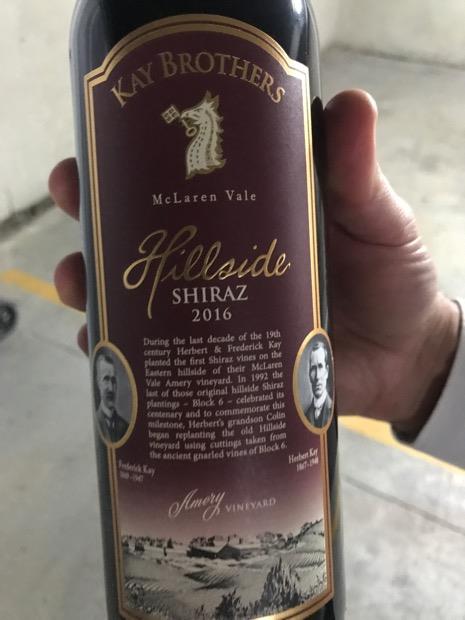 KAY BROTHERS
McLaren Vale
Hillside
SHIRAZ
2016
During the last decade of the 19th
century Herbert & Frederick Kay
planted the first Shiraz vines on the
Eastern hillside of their McLaren
Vale Amery vineyard. In 1992 the
last of those original hillside Shiraz
plantings – Block 6 – celebrated its
centenary and to commemorate this
milestone, Herbert's grandson Colin
began replanting the old Hillside
vineyard using cuttings taken from
the ancient gnarled vines of Block 6.
Frederick Kay
1869–1947
Herbert Kay
1867–1948
Amery VINEYARD